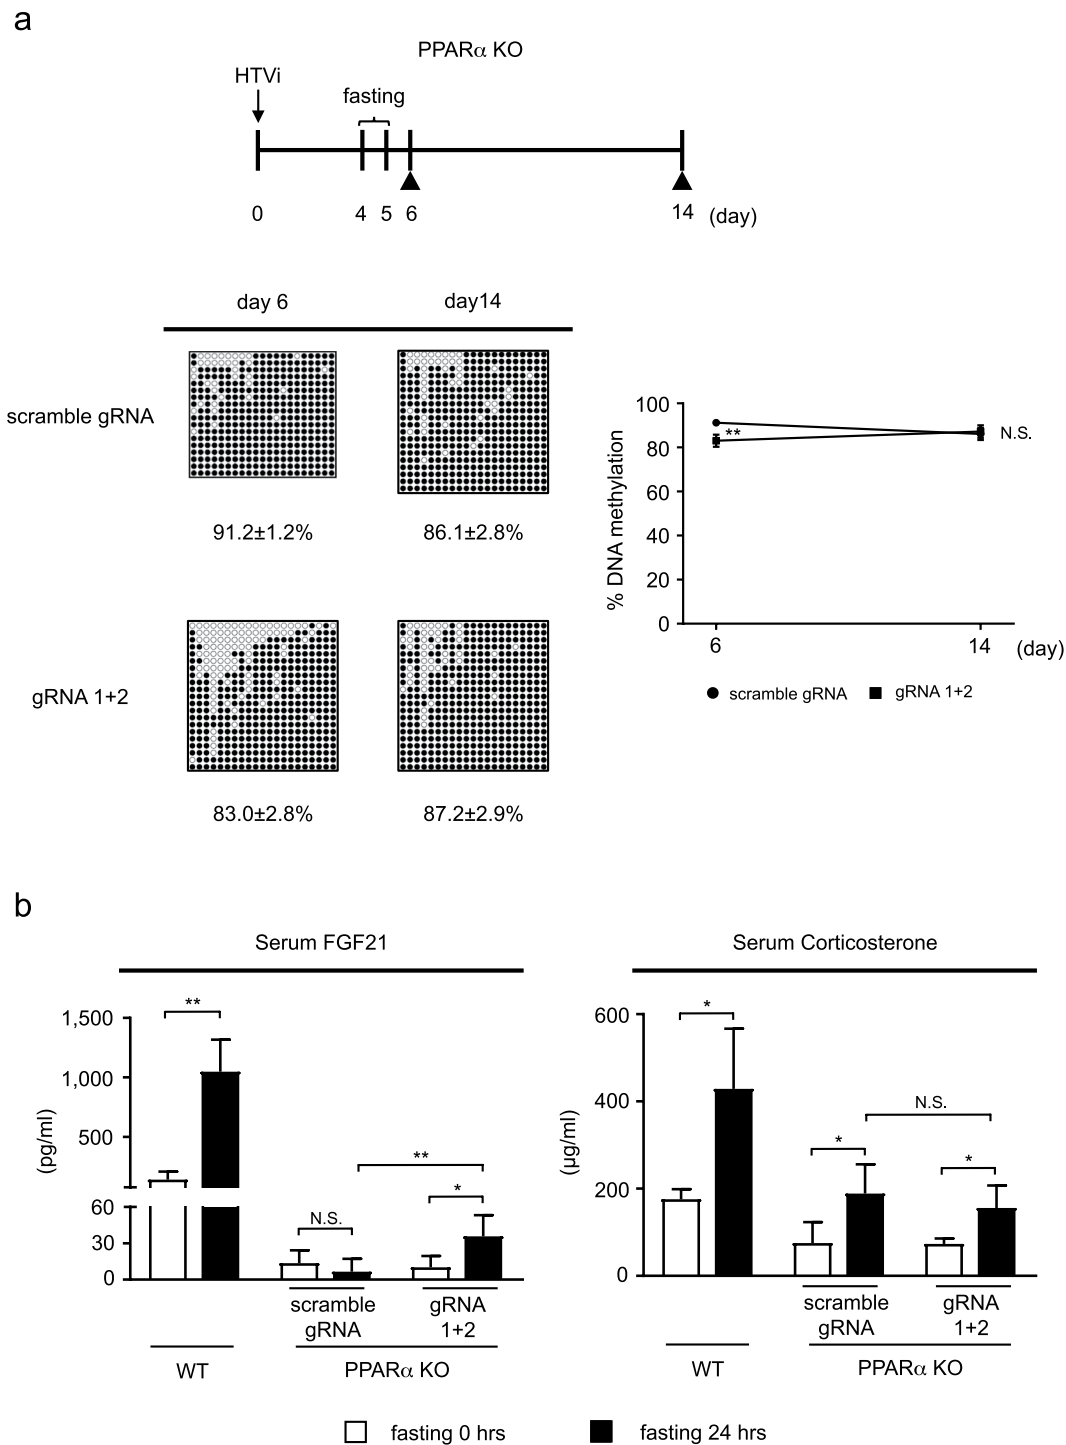 a
PPARα KO
HTVi
fasting
0 4 5 6 14 (day)
day 6 day14
scramble gRNA
91.2±1.2% 86.1±2.8%
gRNA 1+2
83.0±2.8% 87.2±2.9%
% DNA methylation
100
80
60
40
20
0
** N.S.
6 14 (day)
scramble gRNA gRNA 1+2
b
Serum FGF21
(pg/ml)
1,500
1,000
500
60
30
0
**
N.S.
**
*
scramble
gRNA
gRNA
1+2
WT PPARα KO
Serum Corticosterone
(μg/ml)
600
400
200
0
*
*
N.S.
*
scramble
gRNA
gRNA
1+2
WT PPARα KO
fasting 0 hrs fasting 24 hrs